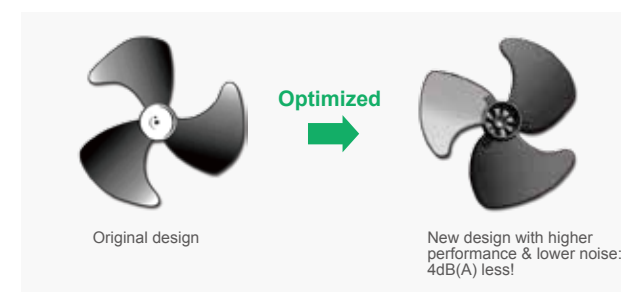 Optimized
Original design
New design with higher
performance & lower noise:
4dB(A) less!